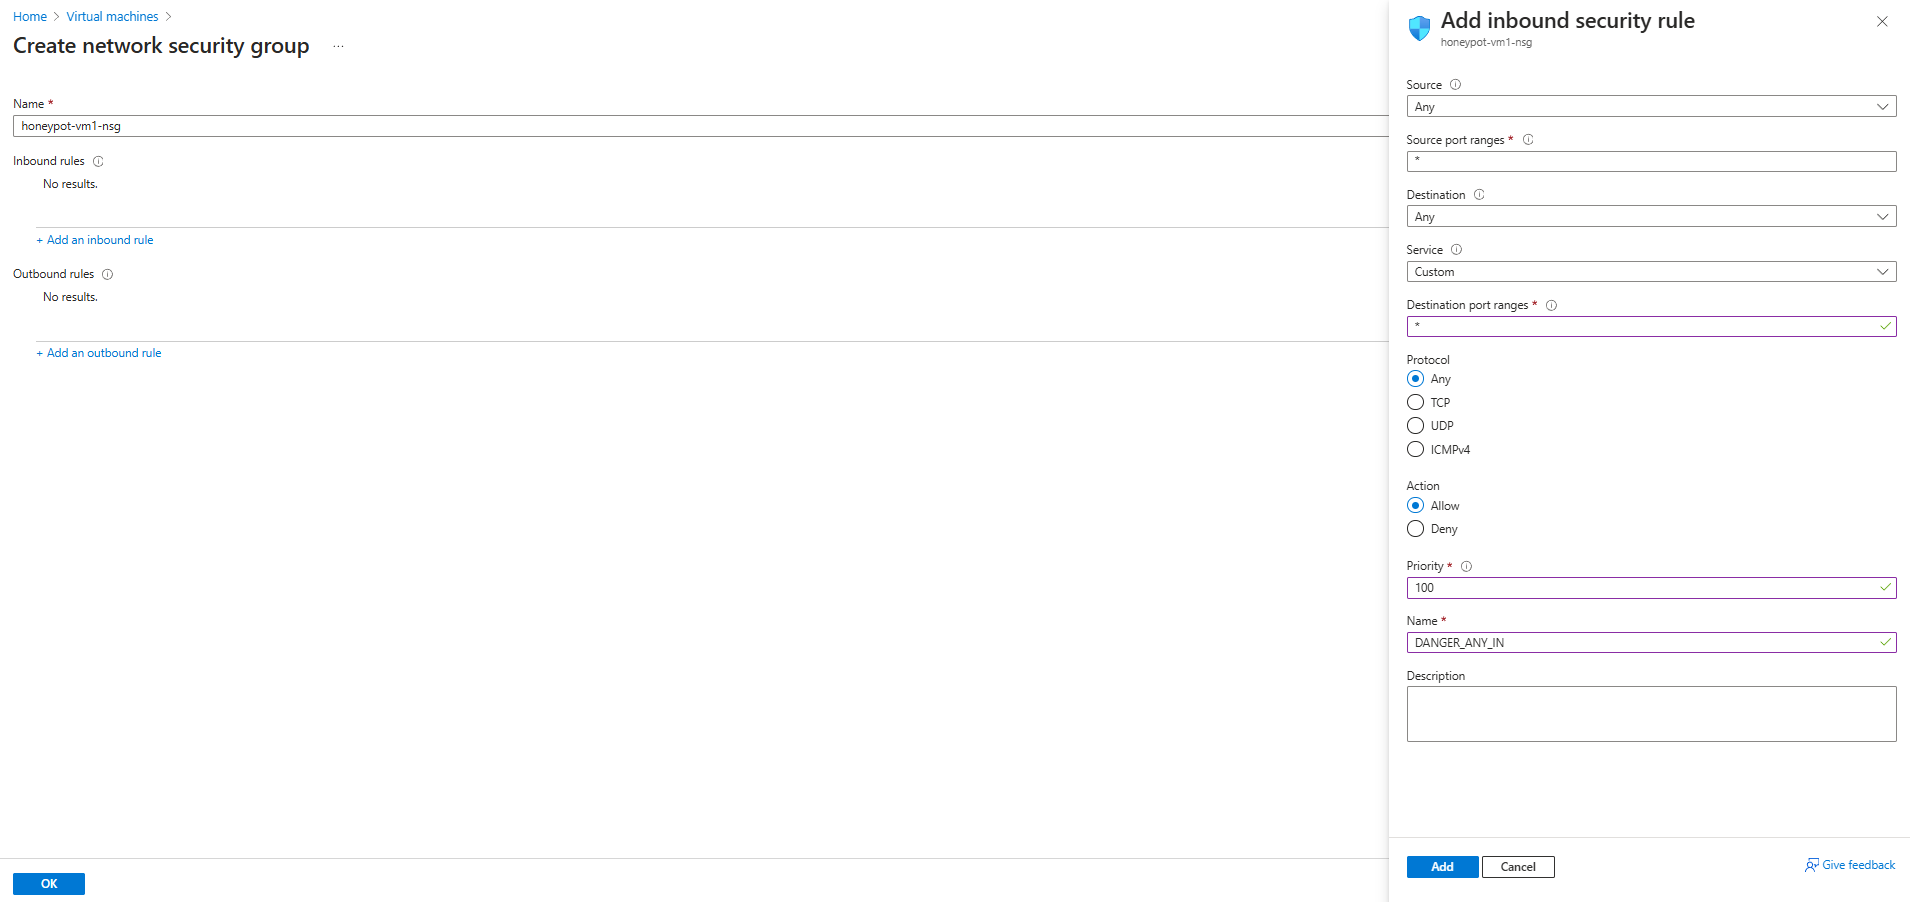 Home > Virtual machines >
Create network security group ...
Name *
honeypot-vm1-nsg
Inbound rules
No results.
+ Add an inbound rule
Outbound rules
No results.
+ Add an outbound rule
OK
Add inbound security rule
honeypot-vm1-nsg
Source
Any
Source port ranges *
*
Destination
Any
Service
Custom
Destination port ranges *
*
Protocol
Any
TCP
UDP
ICMPv4
Action
Allow
Deny
Priority *
100
Name *
DANGER_ANY_IN
Description
Add
Cancel
Give feedback